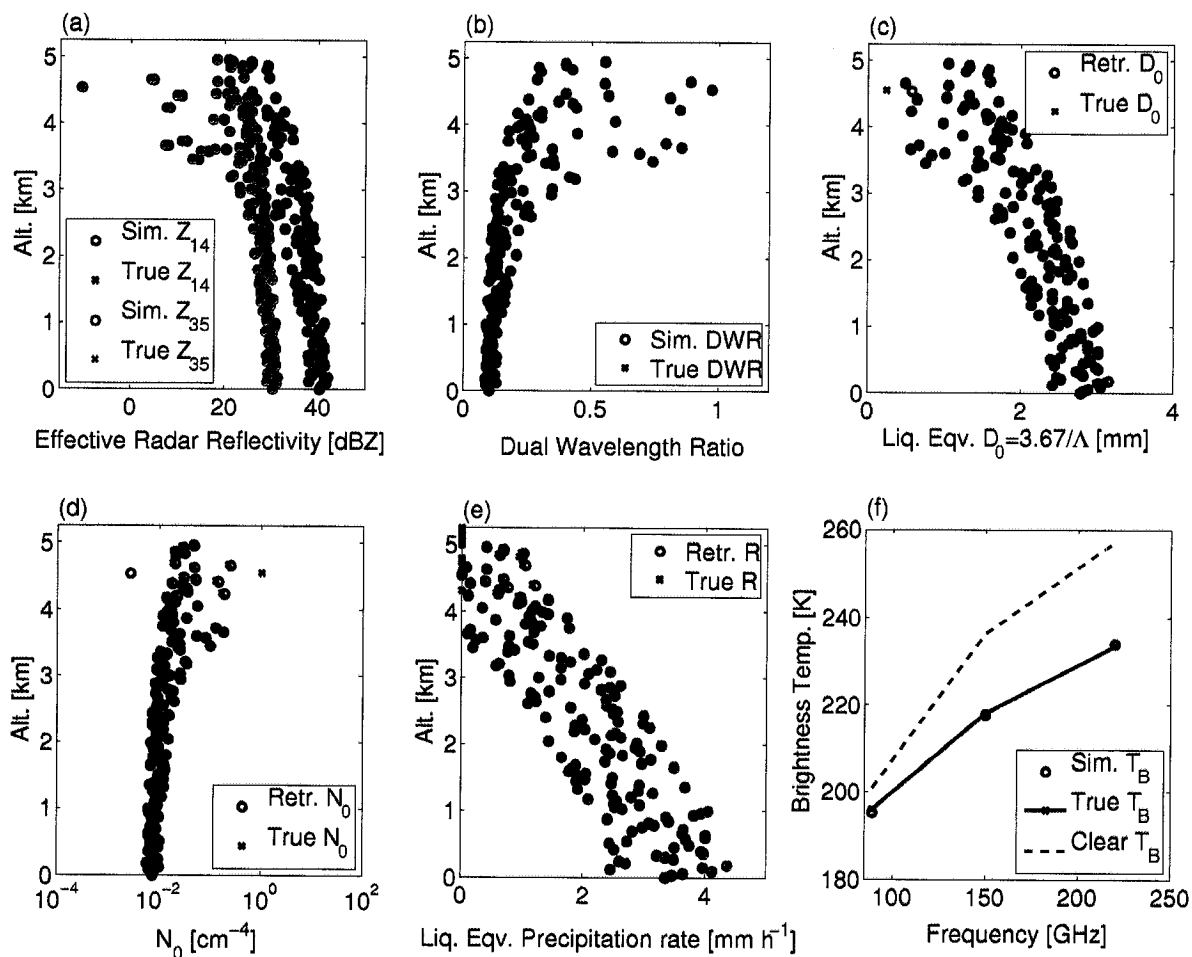 (a)
5
4
3
2
1
0
Alt. [km]
Sim. Z14
True Z14
Sim. Z35
True Z35
0 20 40
Effective Radar Reflectivity [dBZ]
(b)
5
4
3
2
1
0
Alt. [km]
Sim. DWR
True DWR
0 0.5 1
Dual Wavelength Ratio
(c)
5
4
3
2
1
0
Alt. [km]
Retr. D0
True D0
0 2 4
Liq. Eqv. D0=3.67/Λ [mm]
(d)
5
4
3
2
1
0
Alt. [km]
Retr. N0
True N0
10−4 10−2 100 102
N0 [cm−4]
(e)
5
4
3
2
1
0
Alt. [km]
Retr. R
True R
0 2 4
Liq. Eqv. Precipitation rate [mm h−1]
(f)
260
240
220
200
180
Brightness Temp. [K]
Sim. TB
True TB
Clear TB
100 150 200 250
Frequency [GHz]